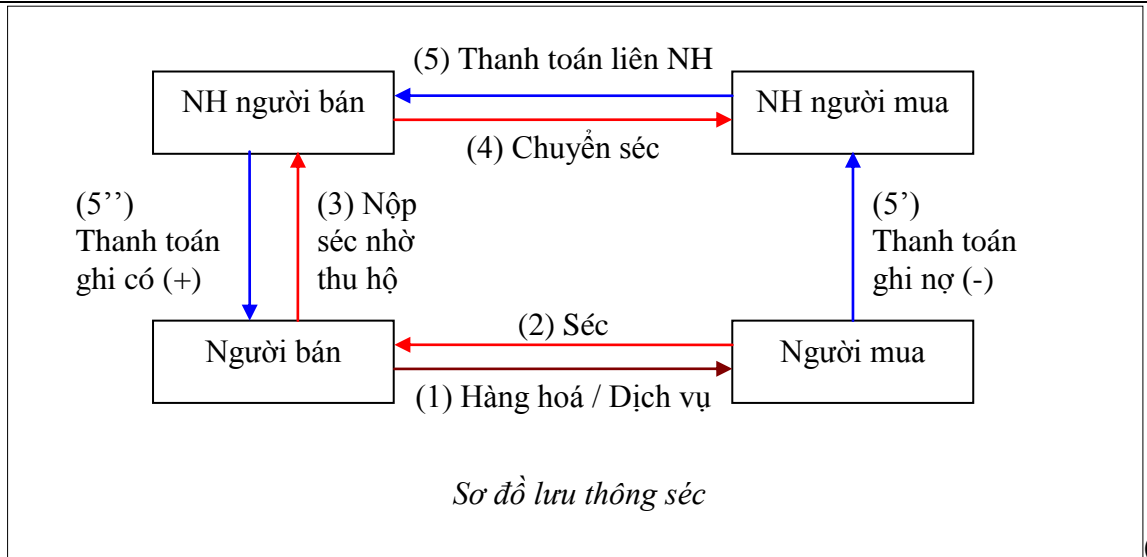 (5) Thanh toán liên NH
NH người bán
NH người mua
(4) Chuyển séc
(5’’)
Thanh toán
ghi có (+)
(3) Nộp
séc nhờ
thu hộ
(5’)
Thanh toán
ghi nợ (-)
(2) Séc
Người bán
Người mua
(1) Hàng hoá / Dịch vụ
Sơ đồ lưu thông séc